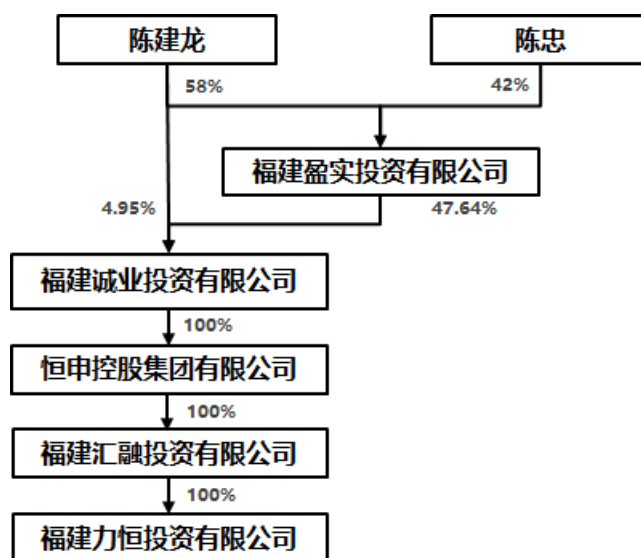 陈建龙
陈忠
58%
42%
福建盈实投资有限公司
4.95%
47.64%
福建诚业投资有限公司
100%
恒申控股集团有限公司
100%
福建汇融投资有限公司
100%
福建力恒投资有限公司